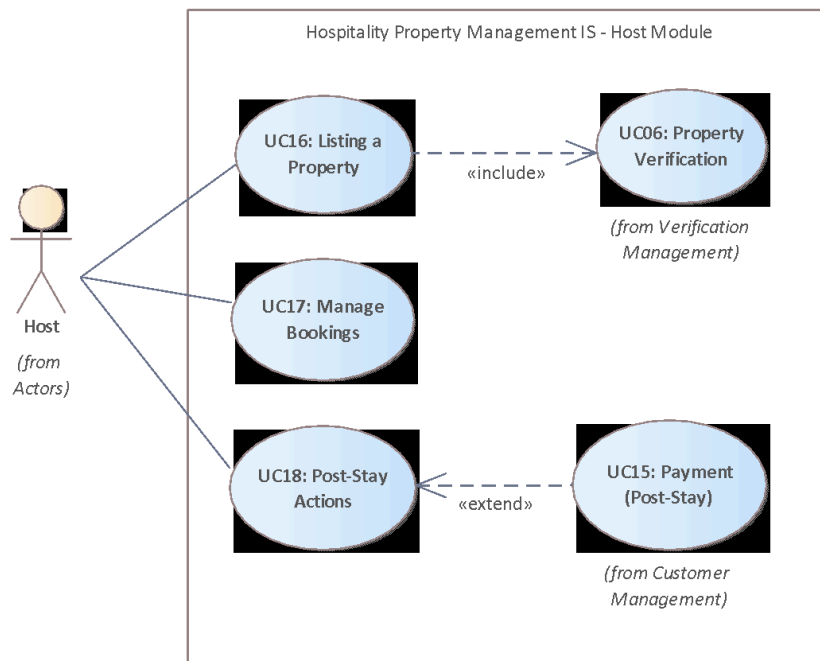 Hospitality Property Management IS - Host Module
UC16: Listing a
Property
«include»
UC06: Property
Verification
(from Verification
Management)
Host
(from
Actors)
UC17: Manage
Bookings
UC18: Post-Stay
Actions
«extend»
UC15: Payment
(Post-Stay)
(from Customer
Management)